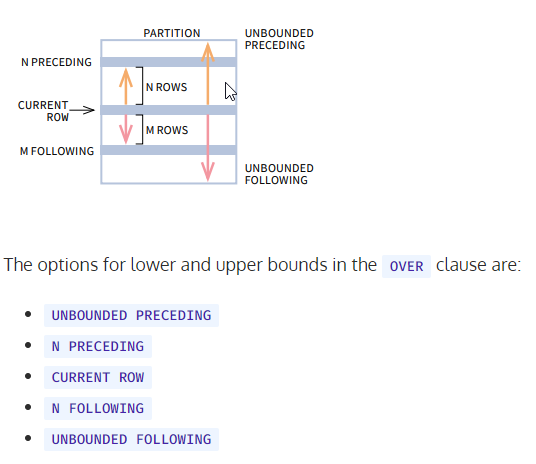 PARTITION
UNBOUNDED
PRECEDING
N PRECEDING
N ROWS
CURRENT
ROW
M ROWS
M FOLLOWING
UNBOUNDED
FOLLOWING
The options for lower and upper bounds in the OVER clause are:
UNBOUNDED PRECEDING
N PRECEDING
CURRENT ROW
N FOLLOWING
UNBOUNDED FOLLOWING